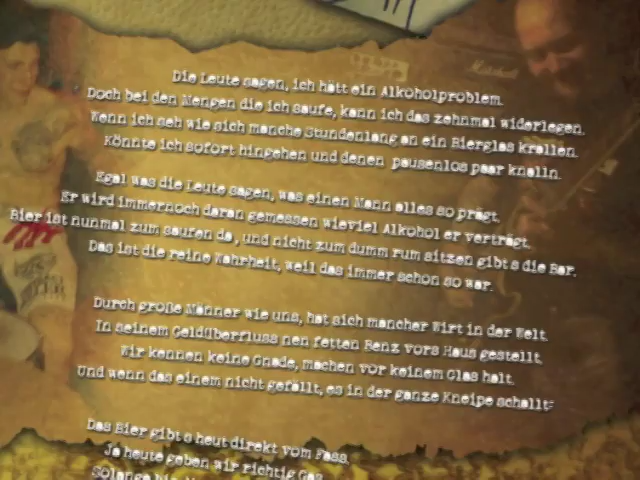 Die Leute sagen, ich hätt ein Alkoholproblem.
Doch bei den Mengen die ich saufe, kann ich das zehnmal widerlegen.
Wenn ich seh wie sich manche Stundenlang an ein Bierglas krallen.
Könnte ich sofort hingehen und denen pausenlos paar knalln.
Egal was die Leute sagen, was einen Mann alles so prägt.
Er wird immernoch daran gemessen wieviel Alkohol er verträgt.
Bier ist nunmal zum saufen da, und nicht zum dumm rum sitzen gibt s die Bar.
Das ist die reine Wahrheit, weil das immer schon so war.
Durch große Männer wie uns, hat sich mancher Wirt in der Welt.
In seinem Geldüberfluss nen fetten Benz vors Haus gestellt.
Wir kennen keine Gnade, machen vor keinem Glas halt.
Und wenn das einem nicht gefällt, es in der ganze Kneipe schallt:
Das Bier gibt s heut direkt vom Fass.
Ja heute geben wir richtig Gas
Solange